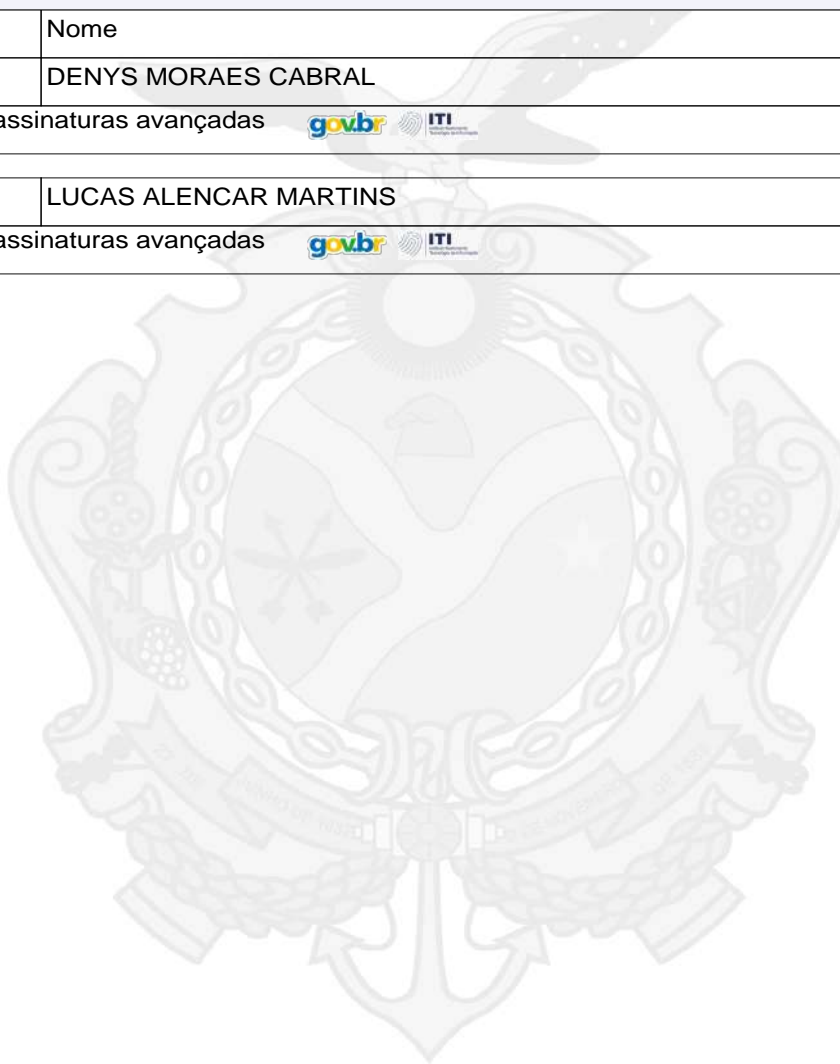 Nome
DENYS MORAES CABRAL
assinaturas avançadas gov.br ITI
LUCAS ALENCAR MARTINS
assinaturas avançadas gov.br ITI